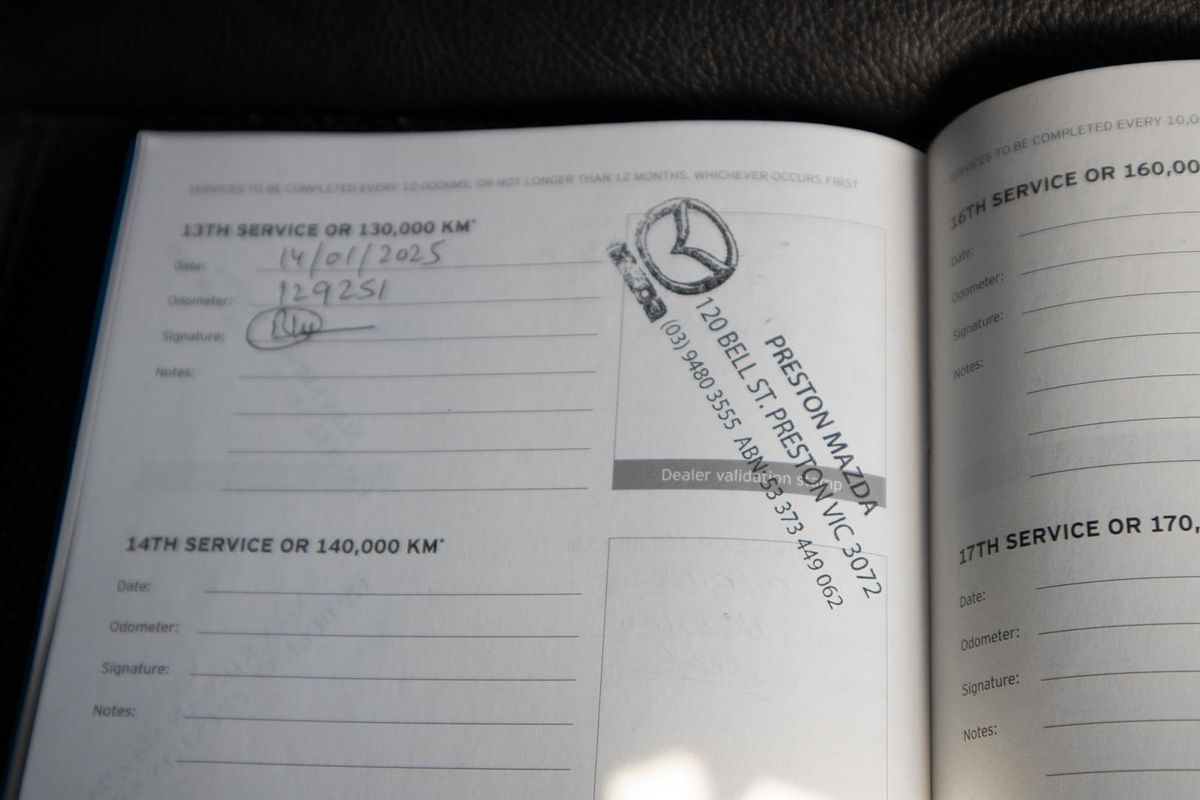 SERVICES TO BE COMPLETED EVERY 10,000KMS, OR NOT LONGER THAN 12 MONTHS, WHICHEVER OCCURS FIRST
13TH SERVICE OR 130,000 KM*
Date: 14/01/2025
Odometer: 129251
Signature:
Notes:
PRESTON MAZDA
120 BELL ST. PRESTON VIC 3072
(03) 9480 3555 ABN 53 373 449 062
Dealer validation stamp
14TH SERVICE OR 140,000 KM*
Date:
Odometer:
Signature:
Notes:
SERVICES TO BE COMPLETED EVERY 10,0
16TH SERVICE OR 160,00
Date:
Odometer:
Signature:
Notes:
17TH SERVICE OR 170,
Date:
Odometer:
Signature:
Notes: